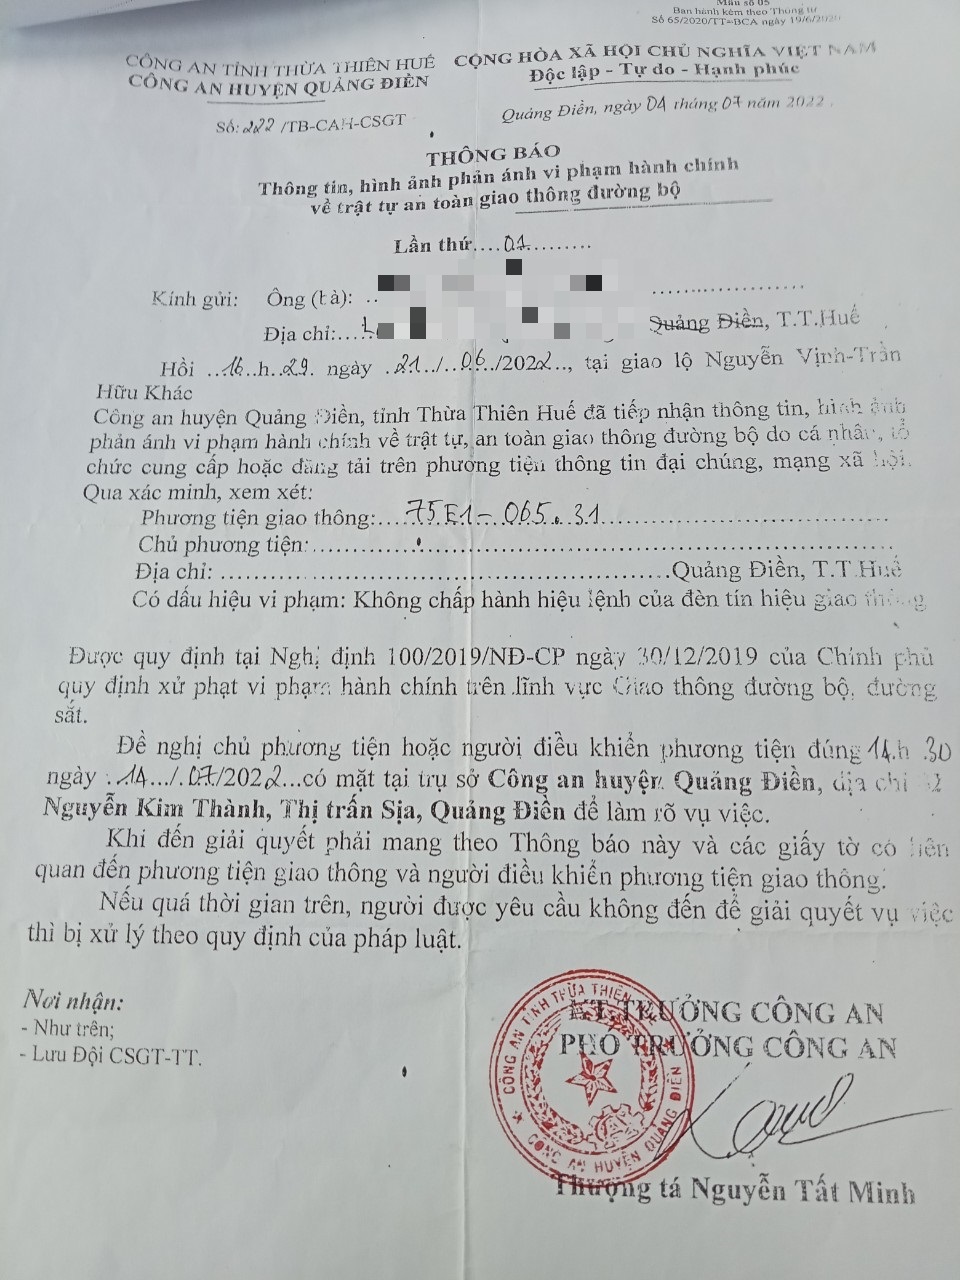 Mẫu số 05
Ban hành kèm theo Thông tư
Số 65/2020/TT-BCA ngày 19/6/2020
CÔNG AN TỈNH THỪA THIÊN HUẾ
CÔNG AN HUYỆN QUẢNG ĐIỀN
CỘNG HÒA XÃ HỘI CHỦ NGHĨA VIỆT NAM
Độc lập - Tự do - Hạnh phúc
Số: 222 /TB-CAH-CSGT
Quảng Điền, ngày 04 tháng 07 năm 2022
THÔNG BÁO
Thông tin, hình ảnh phản ánh vi phạm hành chính
về trật tự an toàn giao thông đường bộ
Lần thứ....01.........
Kính gửi: Ông (bà): ..
Địa chỉ:.... Quảng Điền, T.T.Huế
Hồi ..16..h..29. ngày .21../..06../2022..., tại giao lộ Nguyễn Vịnh-Trần
Hữu Khác
Công an huyện Quảng Điền, tỉnh Thừa Thiên Huế đã tiếp nhận thông tin, hình ảnh
phản ánh vi phạm hành chính về trật tự, an toàn giao thông đường bộ do cá nhân, tổ
chức cung cấp hoặc đăng tải trên phương tiện thông tin đại chúng, mạng xã hội.
Qua xác minh, xem xét:
Phương tiện giao thông:....75E1-065.31..............................
Chủ phương tiện:..........................................................
Địa chỉ: .............................................Quảng Điền, T.T.Huế
Có dấu hiệu vi phạm: Không chấp hành hiệu lệnh của đèn tín hiệu giao thông
Được quy định tại Nghị định 100/2019/NĐ-CP ngày 30/12/2019 của Chính phủ
quy định xử phạt vi phạm hành chính trên lĩnh vực Giao thông đường bộ, đường
sắt.
Đề nghị chủ phương tiện hoặc người điều khiển phương tiện đúng 14.h 30
ngày .14.../.07/2022...có mặt tại trụ sở Công an huyện Quảng Điền, địa chỉ
Nguyễn Kim Thành, Thị trấn Sịa, Quảng Điền để làm rõ vụ việc.
Khi đến giải quyết phải mang theo Thông báo này và các giấy tờ có liên
quan đến phương tiện giao thông và người điều khiển phương tiện giao thông.
Nếu quá thời gian trên, người được yêu cầu không đến để giải quyết vụ việc
thì bị xử lý theo quy định của pháp luật.
Nơi nhận:
- Như trên;
- Lưu Đội CSGT-TT.
KT.TRƯỞNG CÔNG AN
PHÓ TRƯỞNG CÔNG AN
CÔNG AN TỈNH THỪA THIÊN
CÔNG AN HUYỆN QUẢNG ĐIỀN
Thượng tá Nguyễn Tất Minh